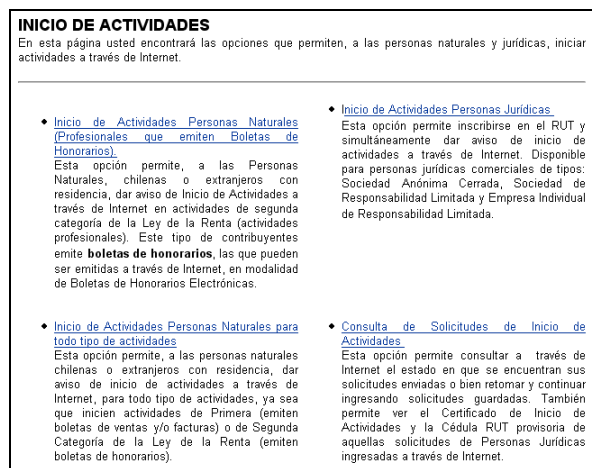 INICIO DE ACTIVIDADES
En esta página usted encontrará las opciones que permiten, a las personas naturales y jurídicas, iniciar
actividades a través de Internet.
Inicio de Actividades Personas Naturales
(Profesionales que emiten Boletas de
Honorarios).
Esta opción permite, a las Personas
Naturales, chilenas o extranjeros con
residencia, dar aviso de Inicio de Actividades a
través de Internet en actividades de segunda
categoría de la Ley de la Renta (actividades
profesionales). Este tipo de contribuyentes
emite boletas de honorarios, las que pueden
ser emitidas a través de Internet, en modalidad
de Boletas de Honorarios Electrónicas.
Inicio de Actividades Personas Jurídicas
Esta opción permite inscribirse en el RUT y
simultáneamente dar aviso de inicio de
actividades a través de Internet. Disponible
para personas jurídicas comerciales de tipos:
Sociedad Anónima Cerrada, Sociedad de
Responsabilidad Limitada y Empresa Individual
de Responsabilidad Limitada.
Inicio de Actividades Personas Naturales para
todo tipo de actividades
Esta opción permite, a las personas naturales
chilenas o extranjeros con residencia, dar
aviso de inicio de actividades a través de
Internet, para todo tipo de actividades, ya sea
que inicien actividades de Primera (emiten
boletas de ventas y/o facturas) o de Segunda
Categoría de la Ley de la Renta (emiten
boletas de honorarios).
Consulta de Solicitudes de Inicio de
Actividades
Esta opción permite consultar a través de
Internet el estado en que se encuentran sus
solicitudes enviadas o bien retomar y continuar
ingresando solicitudes guardadas. También
permite ver el Certificado de Inicio de
Actividades y la Cédula RUT provisoria de
aquellas solicitudes de Personas Jurídicas
ingresadas a través de Internet.